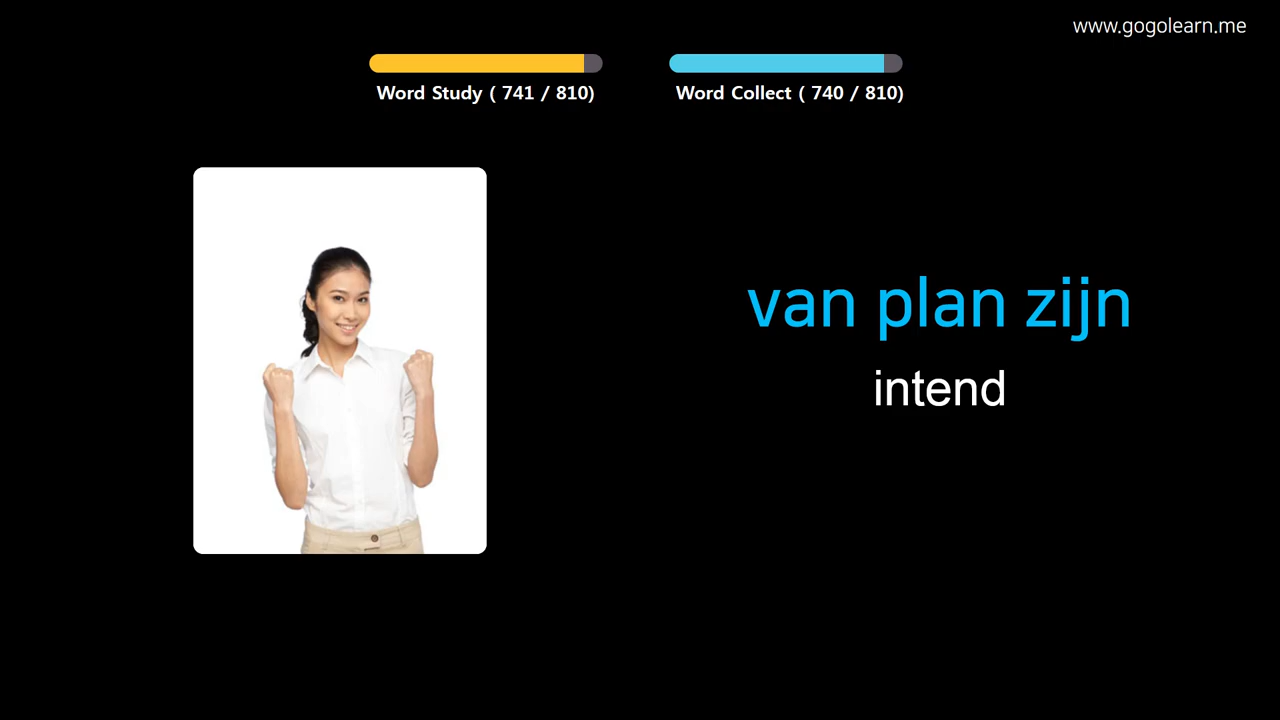 www.gogolearn.me
Word Study ( 741 / 810)
Word Collect ( 740 / 810)
van plan zijn
intend